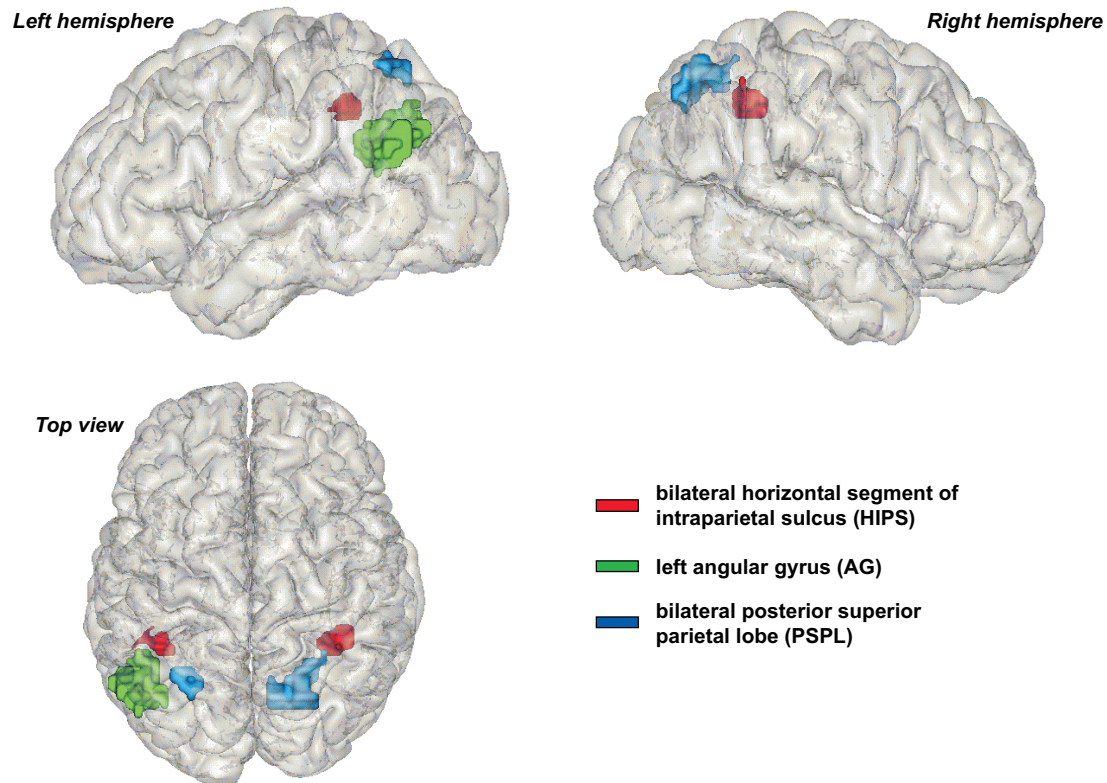 Left hemisphere
Right hemisphere
Top view
bilateral horizontal segment of
intraparietal sulcus (HIPS)
left angular gyrus (AG)
bilateral posterior superior
parietal lobe (PSPL)